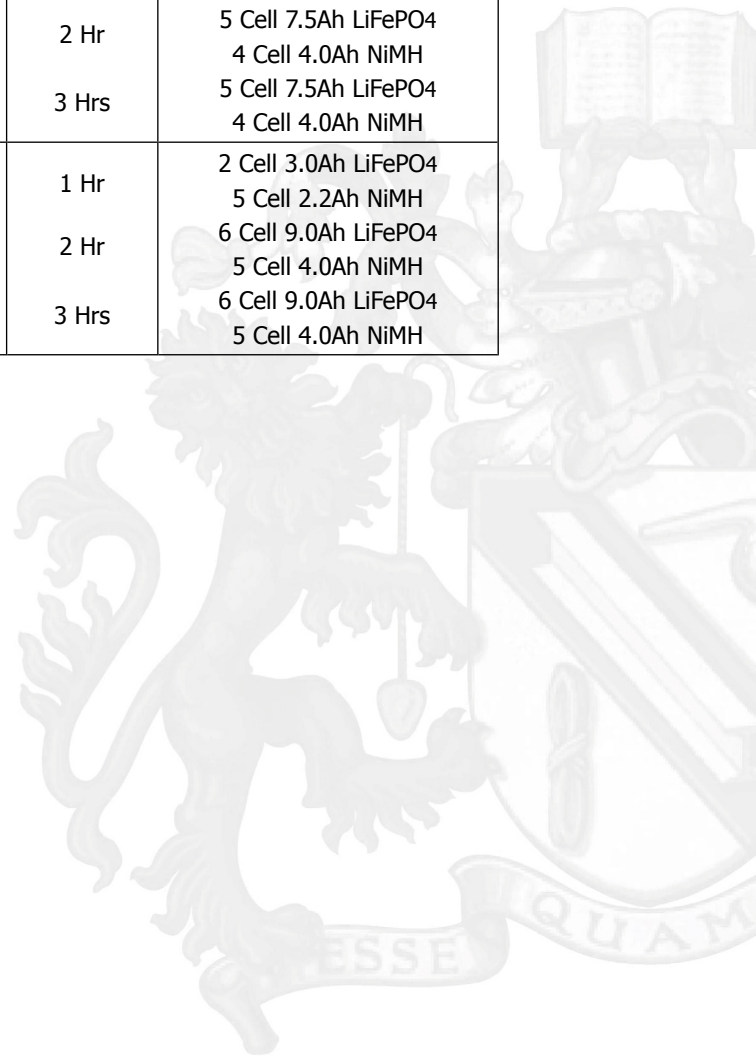 2 Hr
5 Cell 7.5Ah LiFePO4
4 Cell 4.0Ah NiMH
3 Hrs
5 Cell 7.5Ah LiFePO4
4 Cell 4.0Ah NiMH
1 Hr
2 Cell 3.0Ah LiFePO4
5 Cell 2.2Ah NiMH
2 Hr
6 Cell 9.0Ah LiFePO4
5 Cell 4.0Ah NiMH
3 Hrs
6 Cell 9.0Ah LiFePO4
5 Cell 4.0Ah NiMH
ESSE QUAM